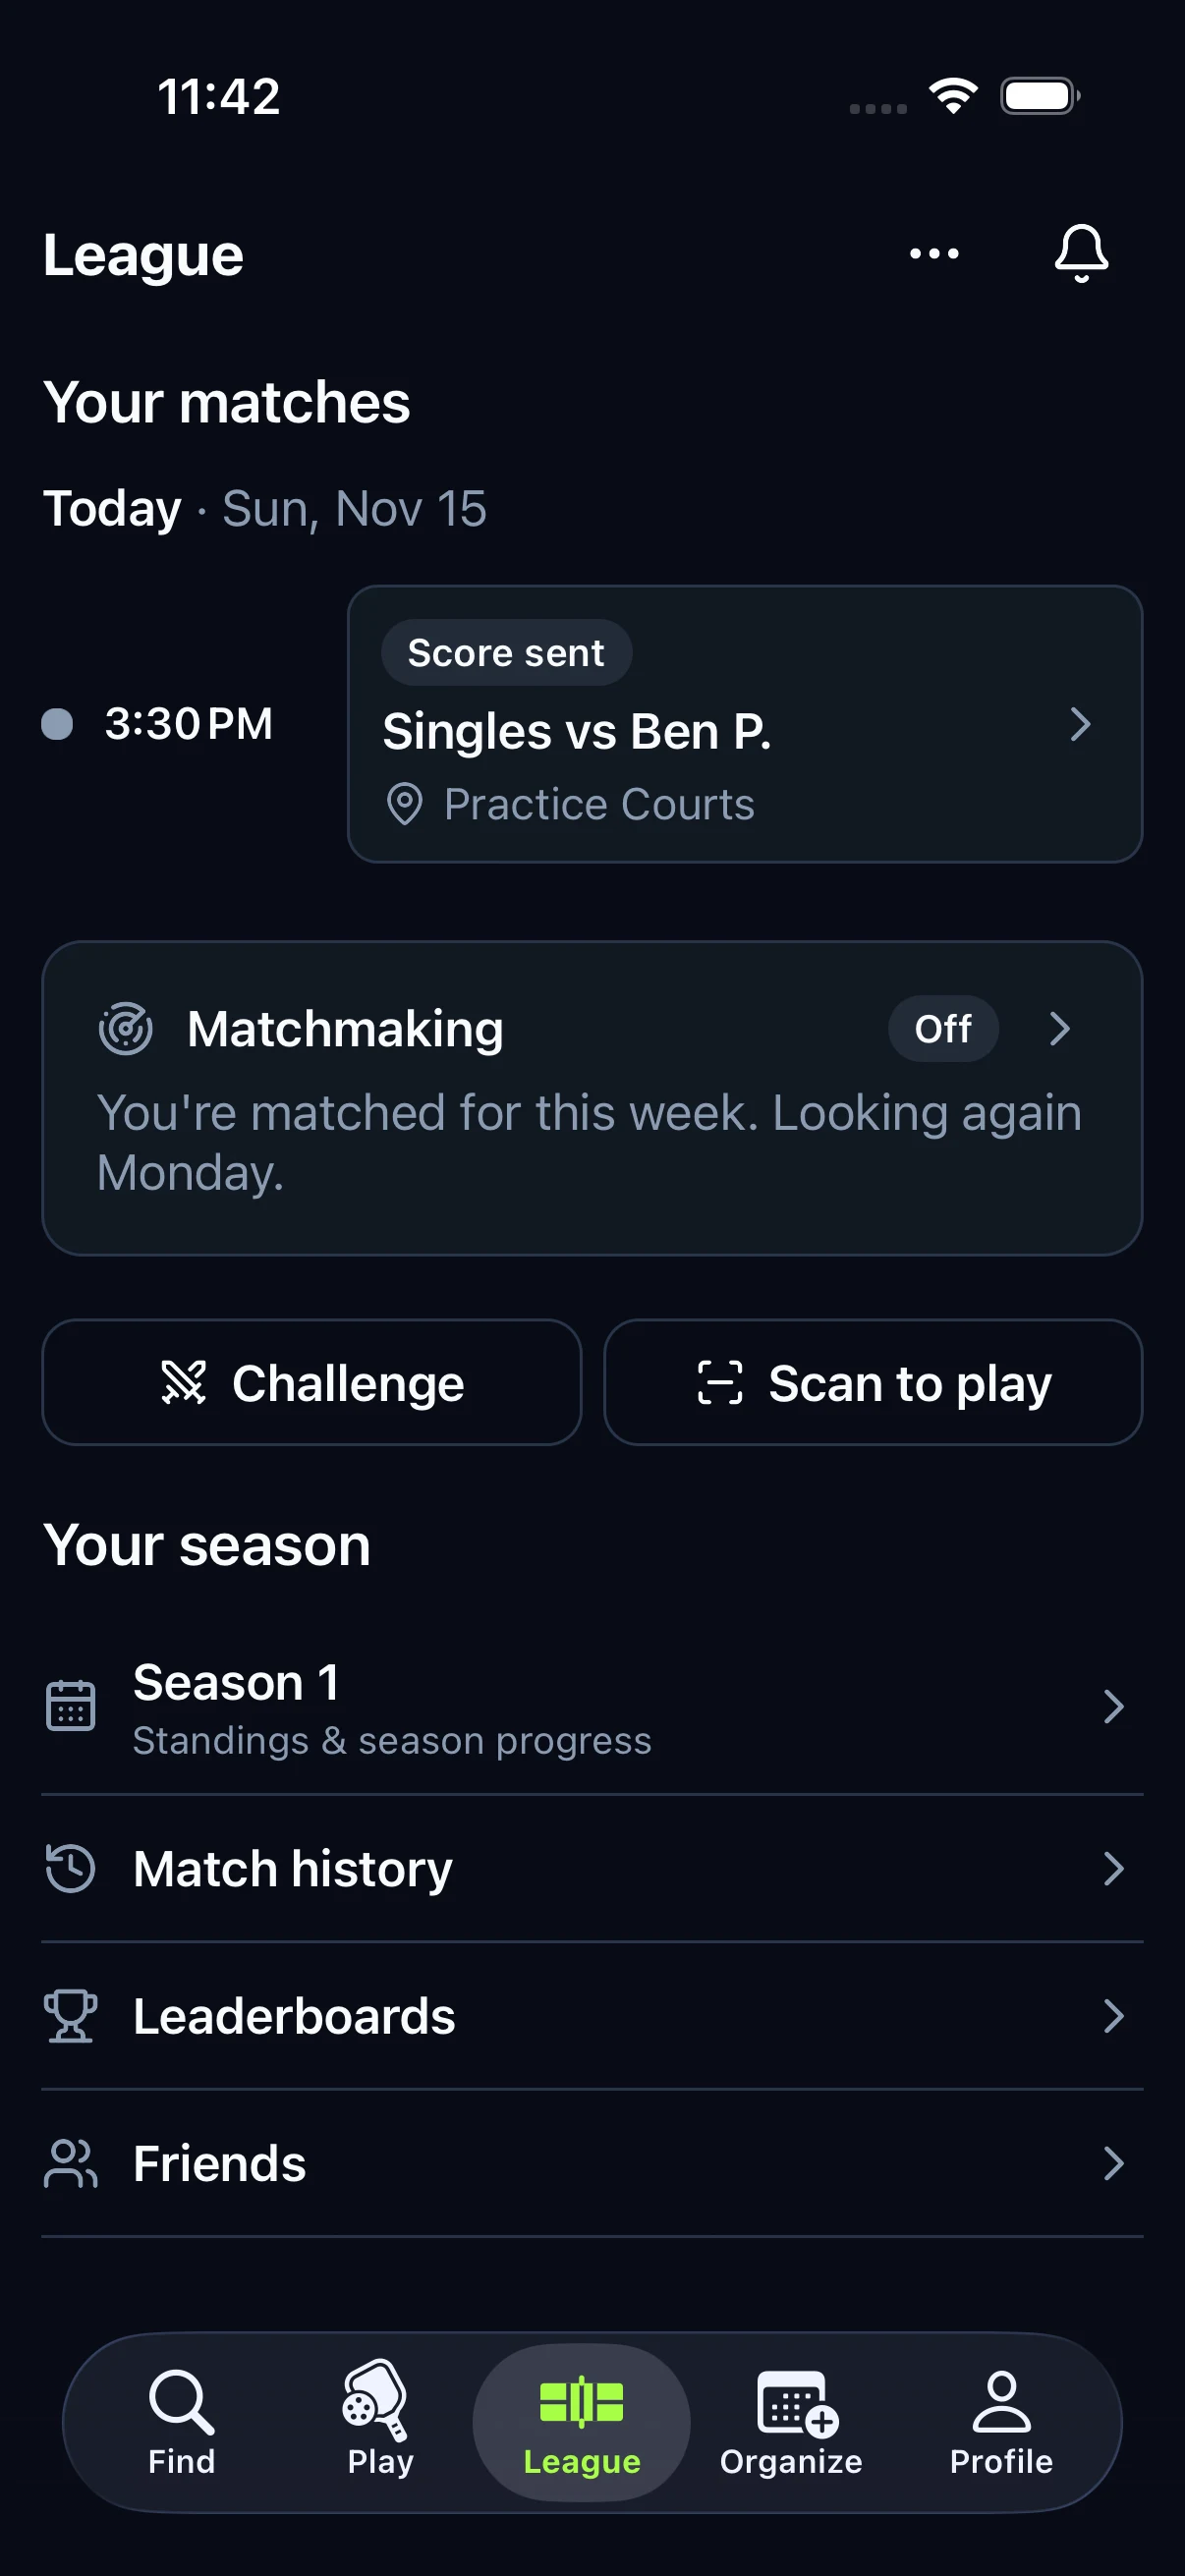 11:42
League
Your matches
Today · Sun, Nov 15
Score sent
3:30 PM
Singles vs Ben P.
Practice Courts
Matchmaking
Off
You're matched for this week. Looking again
Monday.
Challenge
Scan to play
Your season
Season 1
Standings & season progress
Match history
Leaderboards
Friends
Find
Play
League
Organize
Profile